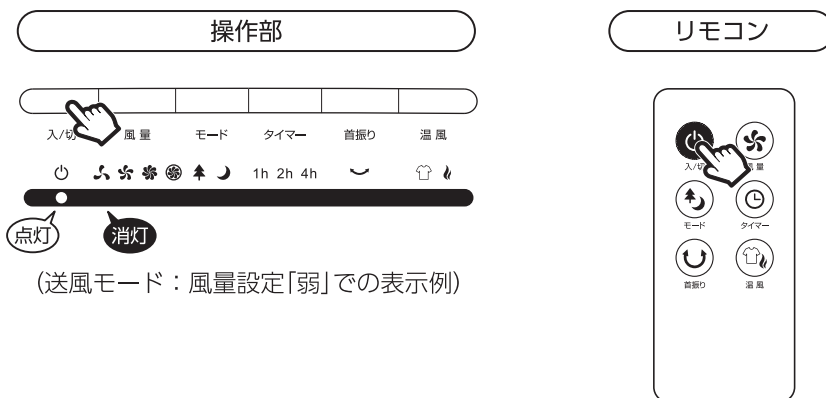 操作部
リモコン
入/切 風量 モード タイマー 首振り 温風
1h 2h 4h
点灯 消灯
(送風モード：風量設定「弱」での表示例)
入/切 風量
モード タイマー
首振り 温風